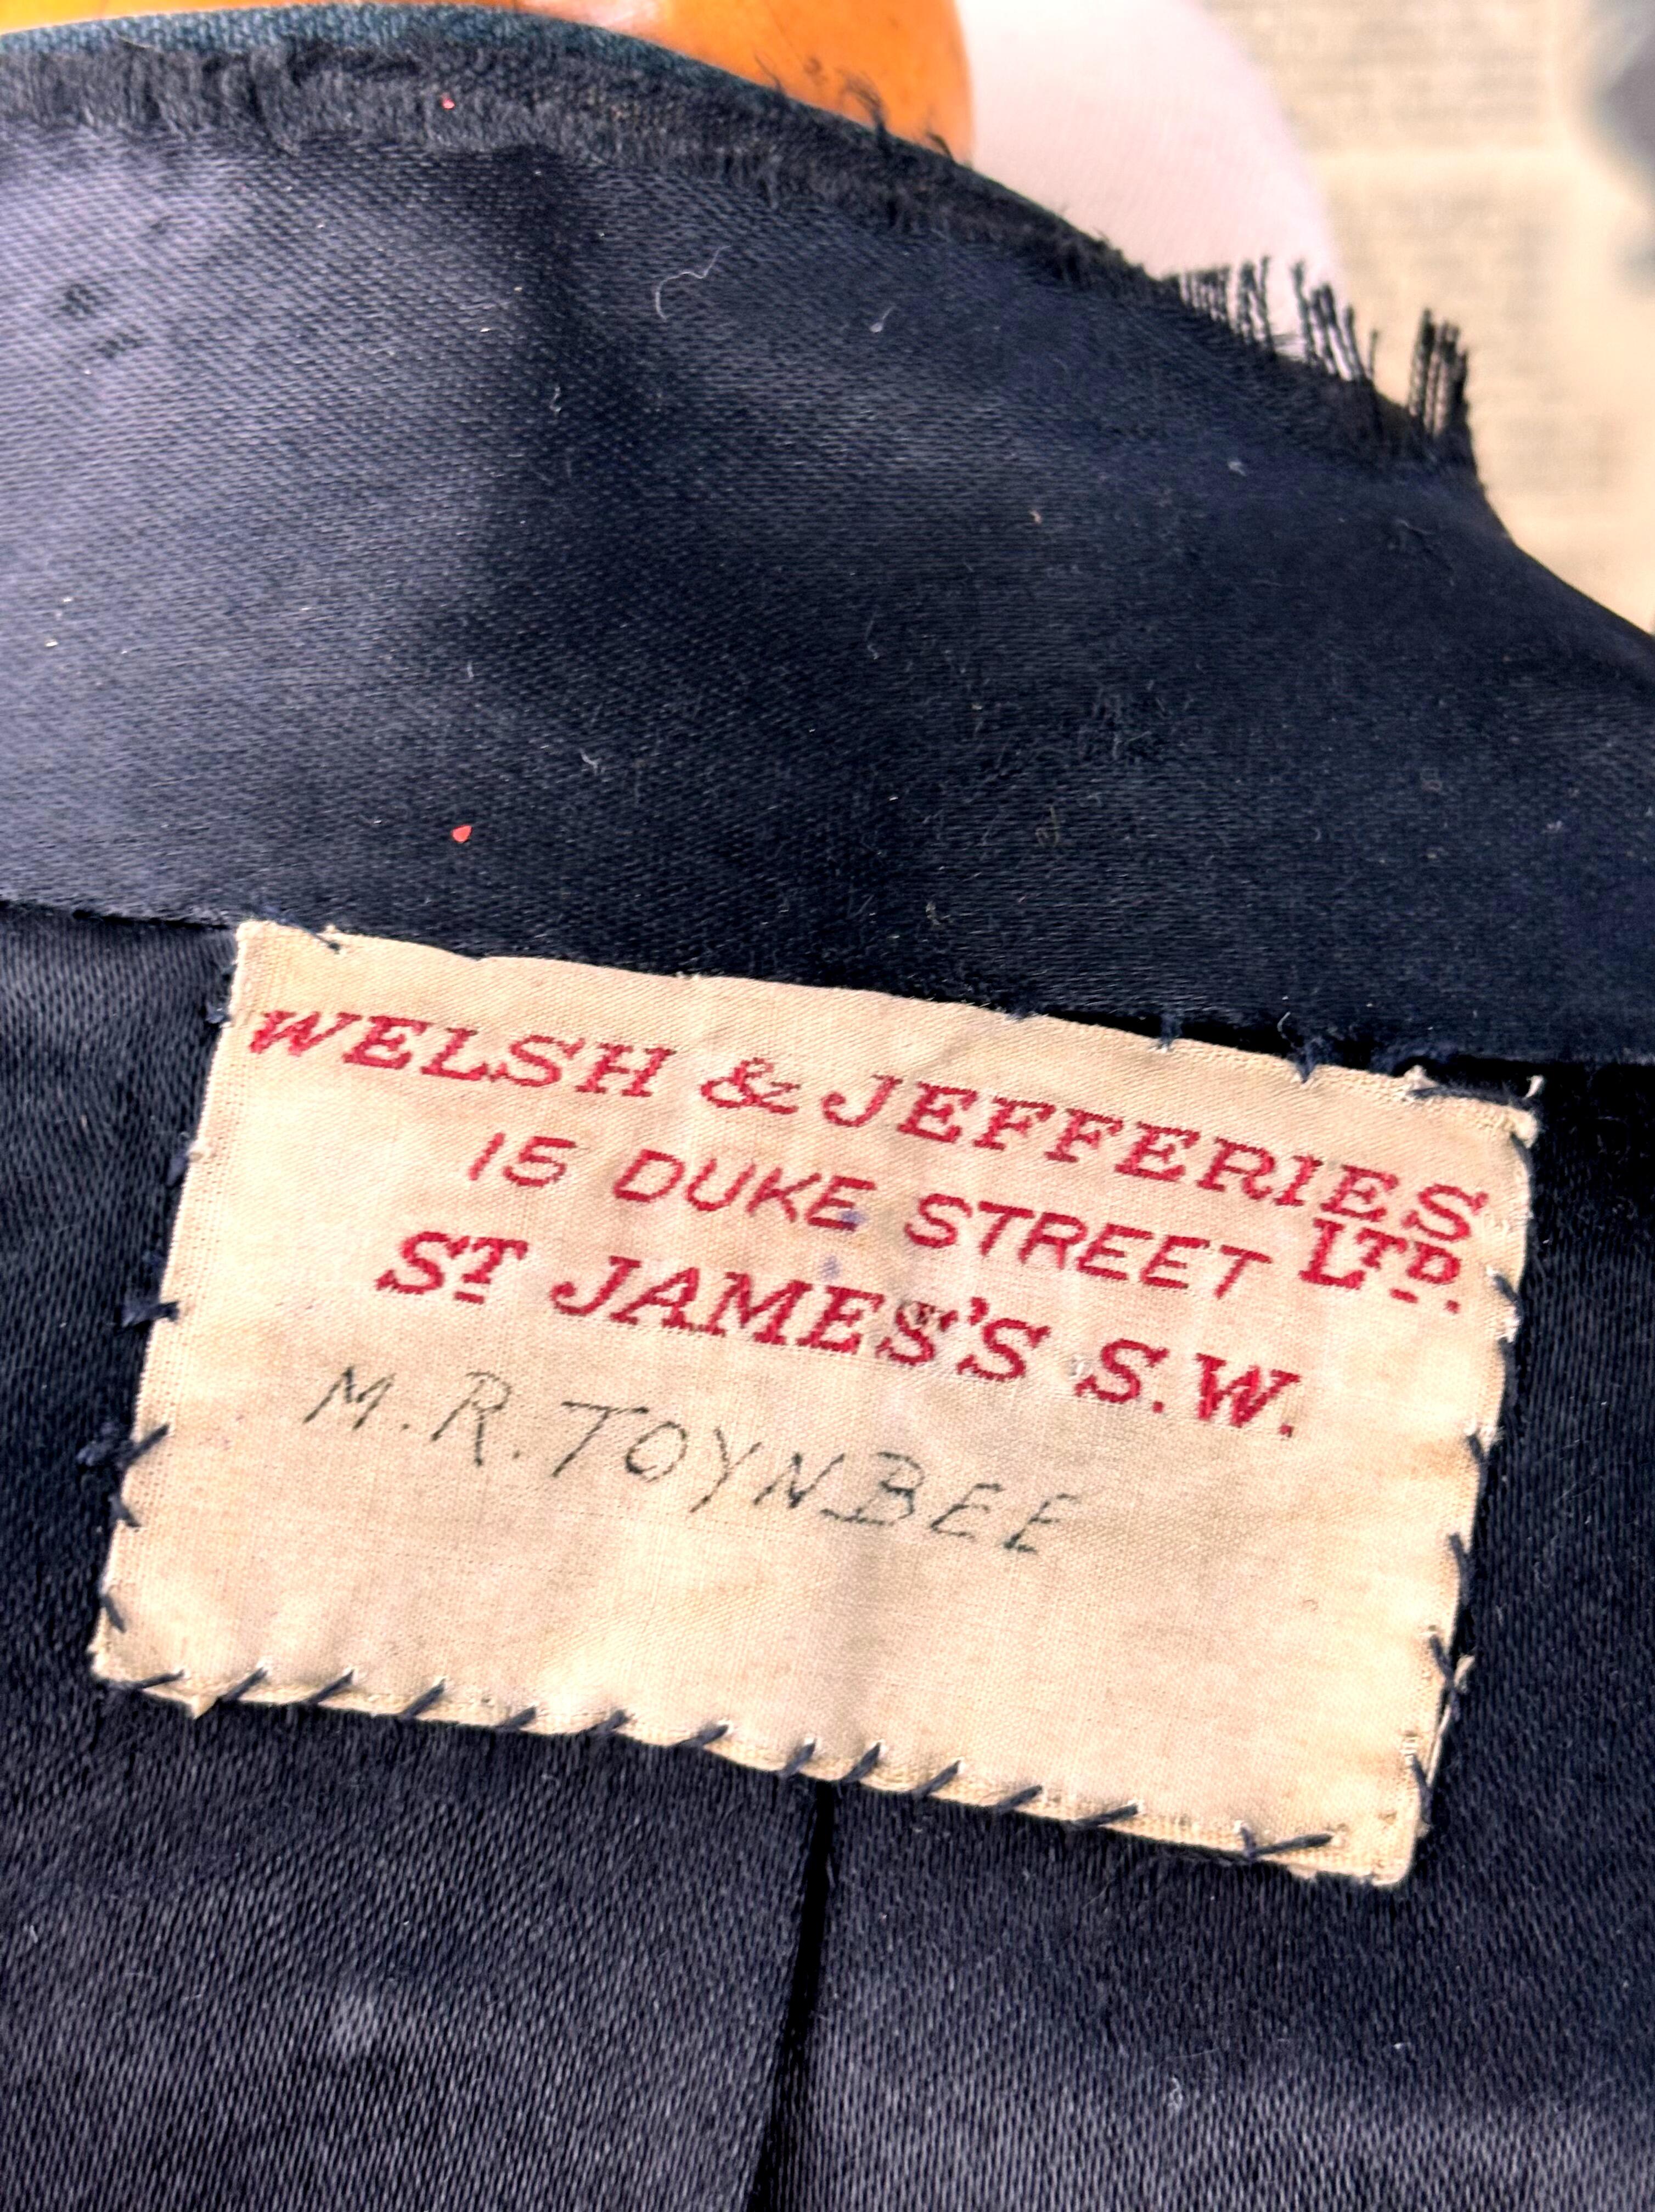 WELSH & JEFFERIES
LTD.
15 DUKE STREET
ST JAMES'S S.W.
M.R. TOYNBEE